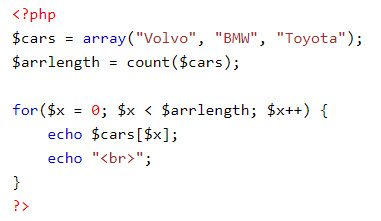 <?php
$cars = array("Volvo", "BMW", "Toyota");
$arrlength = count($cars);

for($x = 0; $x < $arrlength; $x++) {
    echo $cars[$x];
    echo "<br>";
}
?>